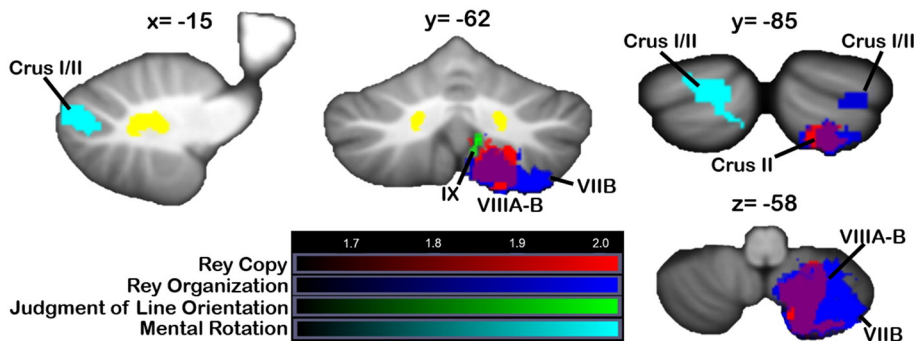 x= -15
y= -62
y= -85
Crus I/II
Crus I/II
Crus I/II
Crus II
IX
VIIIA-B
VIIB
z= -58
VIIIA-B
VIIB
1.7 1.8 1.9 2.0
Rey Copy
Rey Organization
Judgment of Line Orientation
Mental Rotation